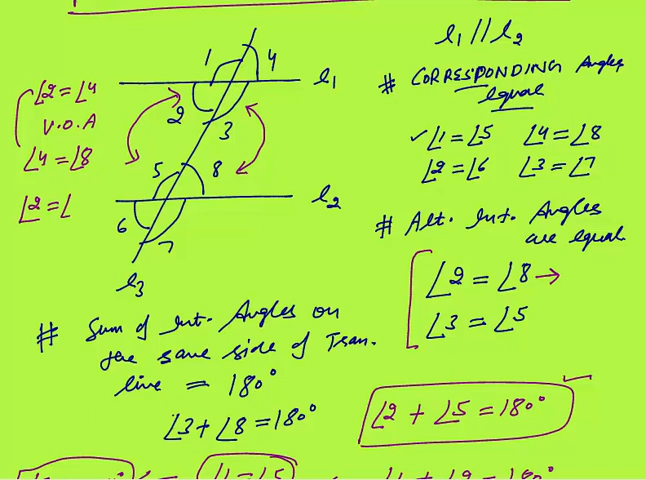 l1 // l2
# CORRESPONDING Angles
equal
✓∠1 = ∠5 ∠4 = ∠8
∠2 = ∠6 ∠3 = ∠7
# Alt. Int. Angles
are equal
∠2 = ∠8 →
∠3 = ∠5
1 4
l1
2 3
5 8
l2
6 7
l3
∠2 = ∠4
V.O.A
∠4 = ∠8
∠2 = ∠
# Sum of Int. Angles on
the same side of Tran.
line = 180°
∠3 + ∠8 = 180°
∠2 + ∠5 = 180°